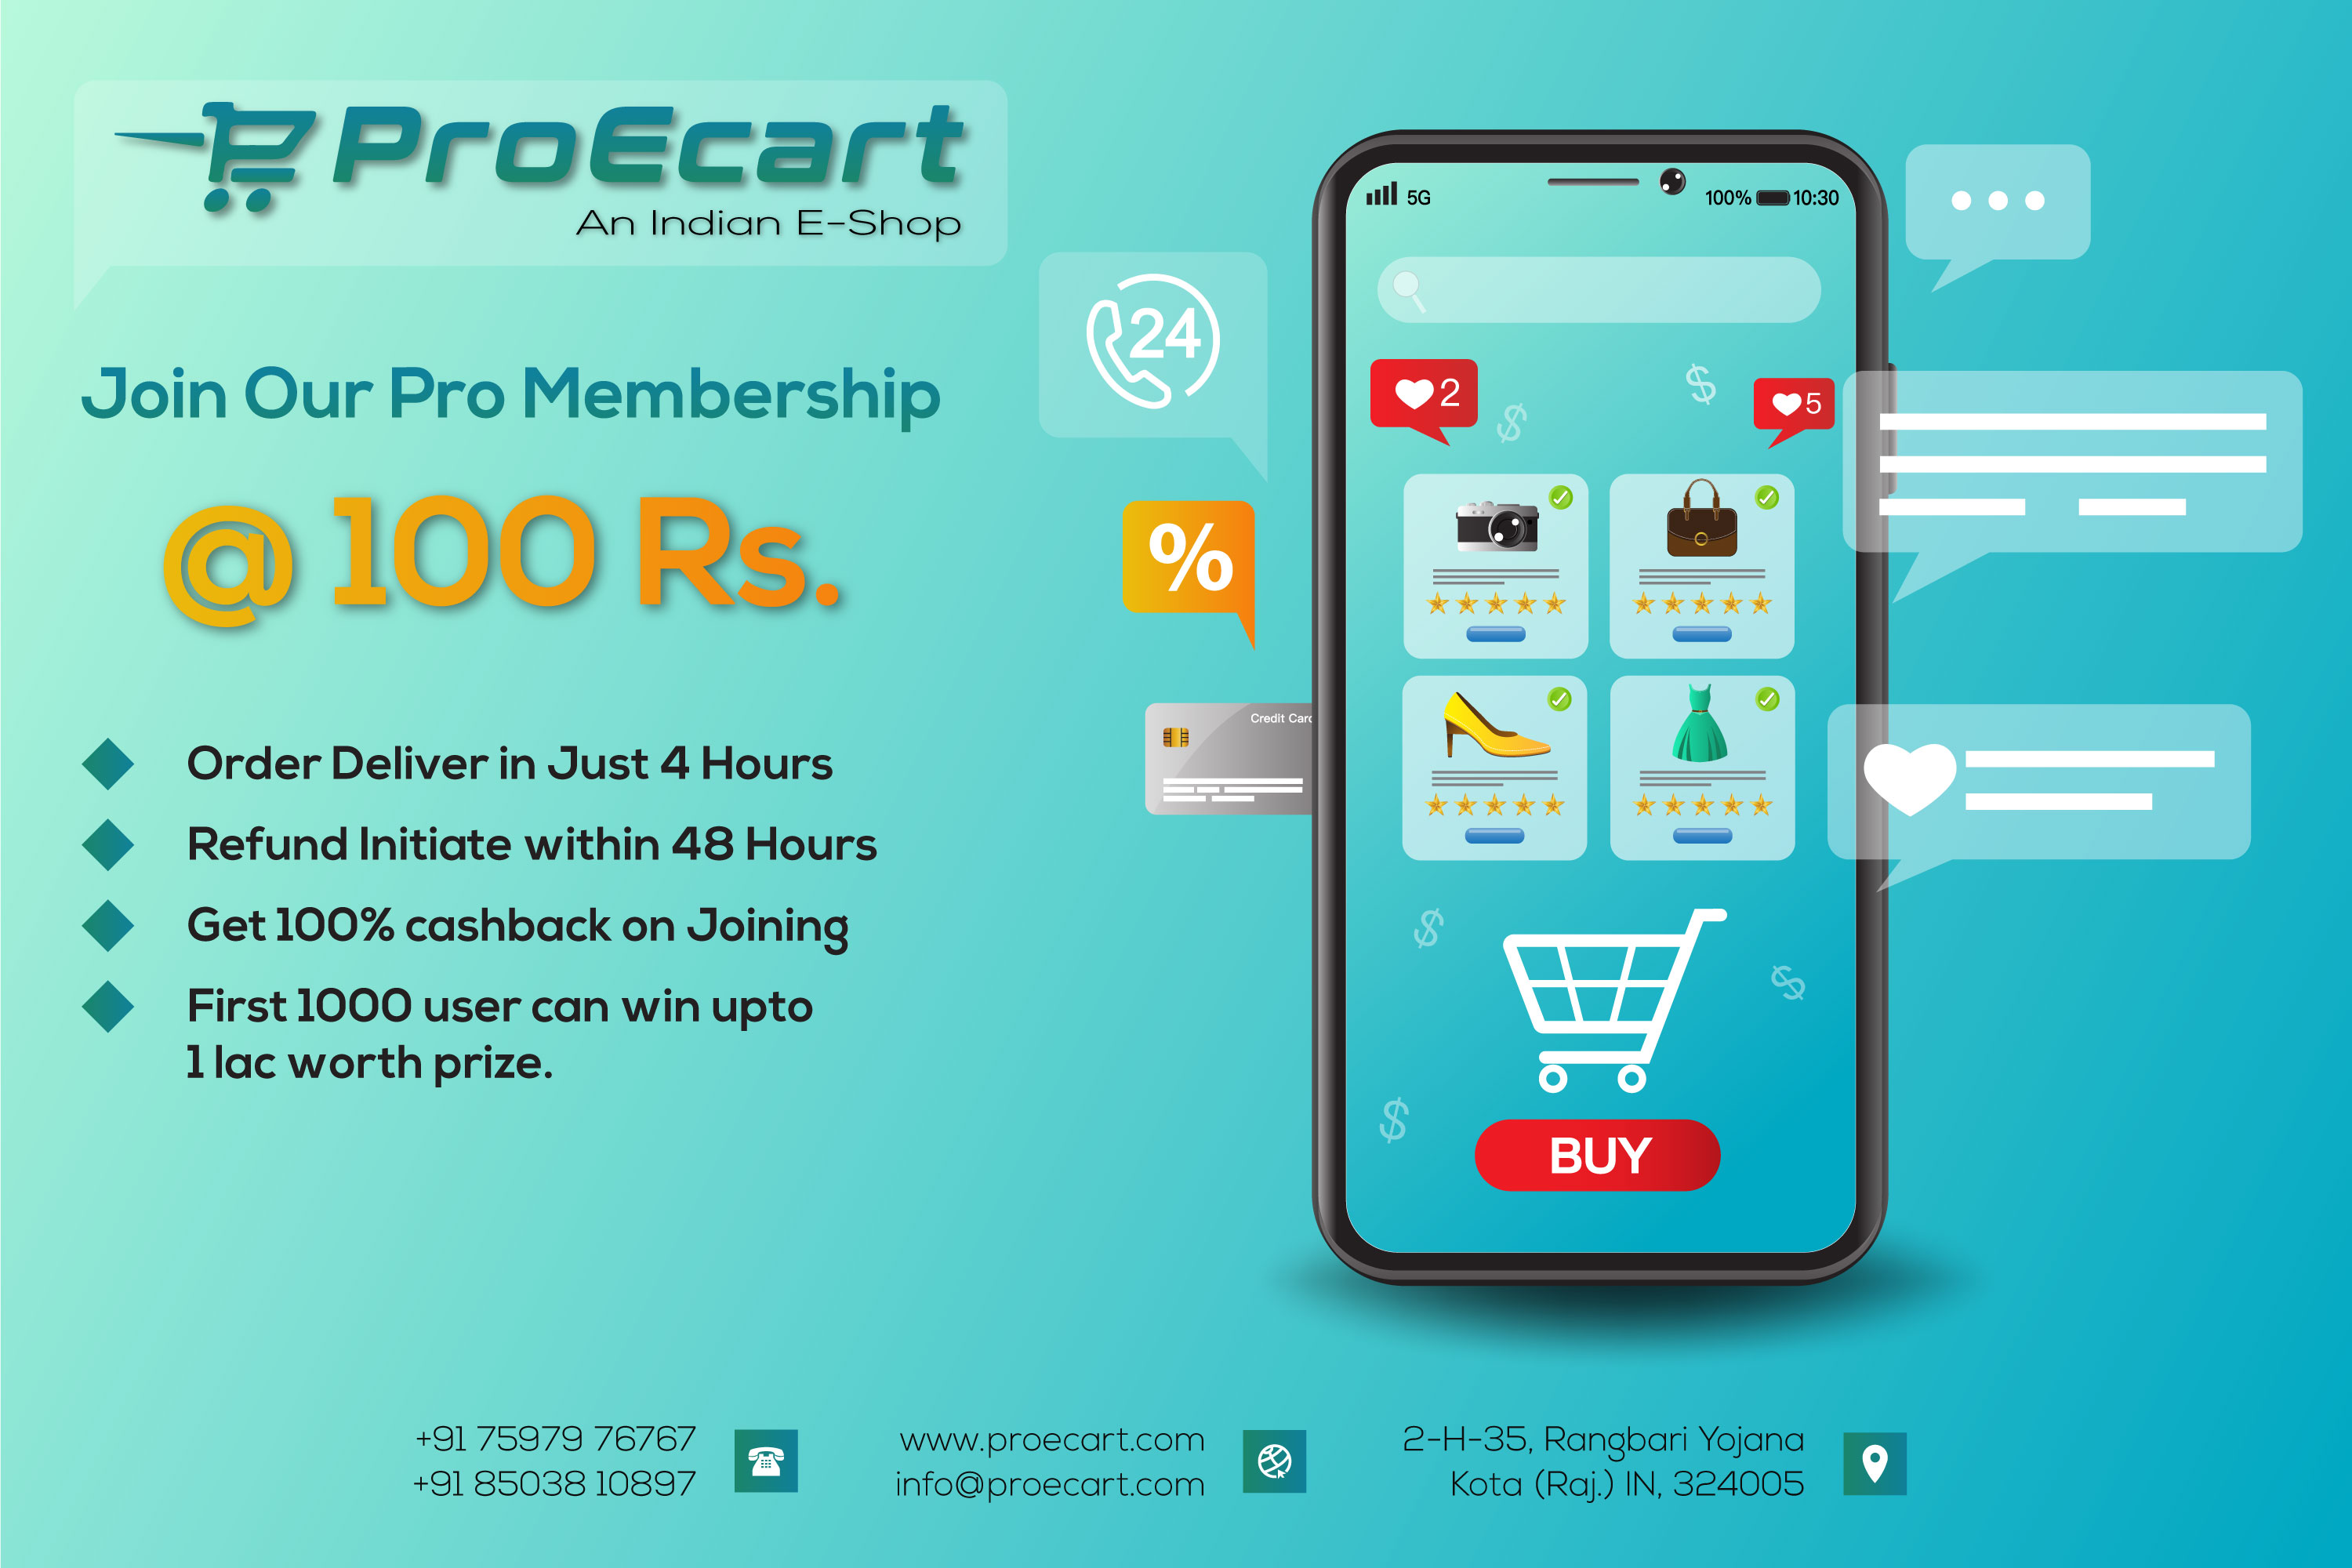 ProEcart
An Indian E-Shop
Join Our Pro Membership
@ 100 Rs.
Order Deliver in Just 4 Hours
Refund Initiate within 48 Hours
Get 100% cashback on Joining
First 1000 user can win upto
1 lac worth prize.
24
%
Credit Car
5G
100% 10:30
2
5
$
$
$
$
$
BUY
+91 75979 76767
+91 85038 10897
www.proecart.com
info@proecart.com
2-H-35, Rangbari Yojana
Kota (Raj.) IN, 324005